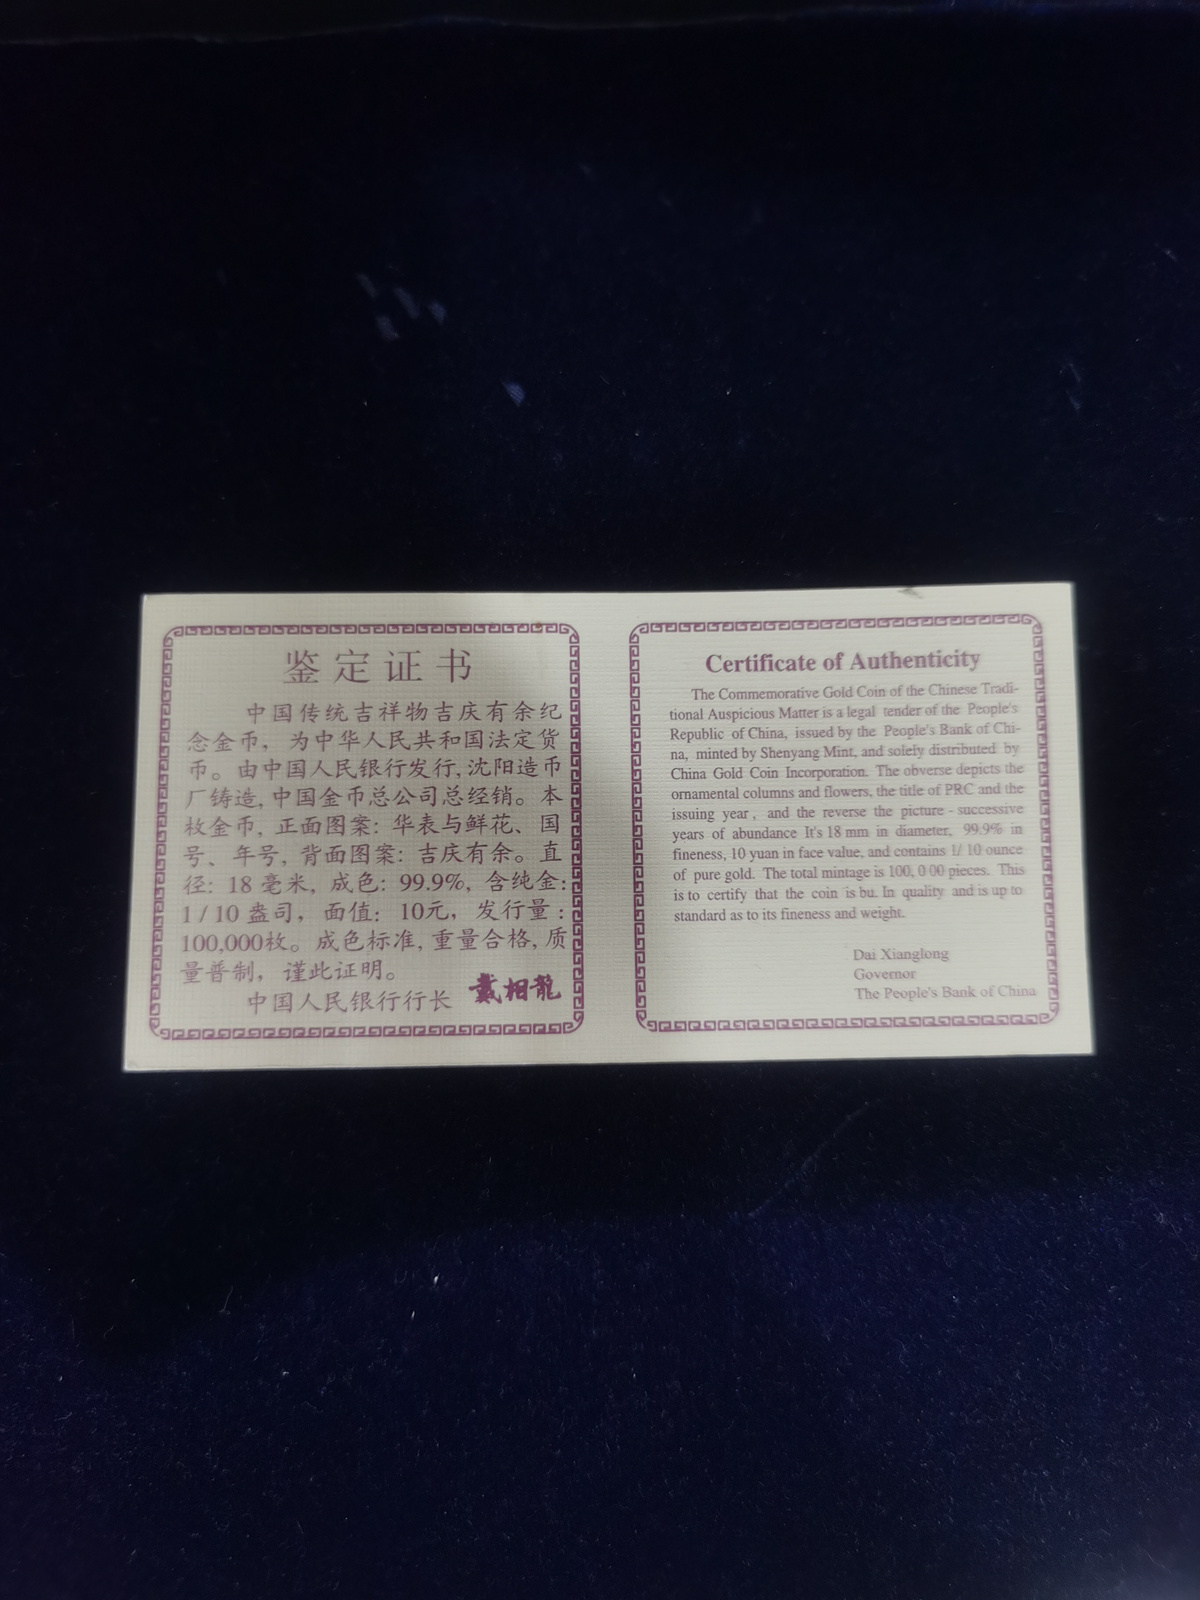 鉴定证书
中国传统吉祥物吉庆有余纪
念金币，为中华人民共和国法定货
币。由中国人民银行发行,沈阳造币
厂铸造,中国金币总公司总经销。本
枚金币,正面图案:华表与鲜花、国
号、年号,背面图案:吉庆有余。直
径:18毫米,成色:99.9%,含纯金:
1/10盎司,面值:10元,发行量:
100,000枚。成色标准,重量合格,质
量普制,谨此证明。
中国人民银行行长 戴相龍
Certificate of Authenticity
The Commemorative Gold Coin of the Chinese Tradi-
tional Auspicious Matter is a legal tender of the People's
Republic of China, issued by the People's Bank of Chi-
na, minted by Shenyang Mint, and solely distributed by
China Gold Coin Incorporation. The obverse depicts the
ornamental columns and flowers, the title of PRC and the
issuing year, and the reverse the picture-successive
years of abundance It's 18 mm in diameter, 99.9% in
fineness, 10 yuan in face value, and contains 1/10 ounce
of pure gold. The total mintage is 100,0 00 pieces. This
is to certify that the coin is bu. In quality and is up to
standard as to its fineness and weight.
Dai Xianglong
Governor
The People's Bank of China